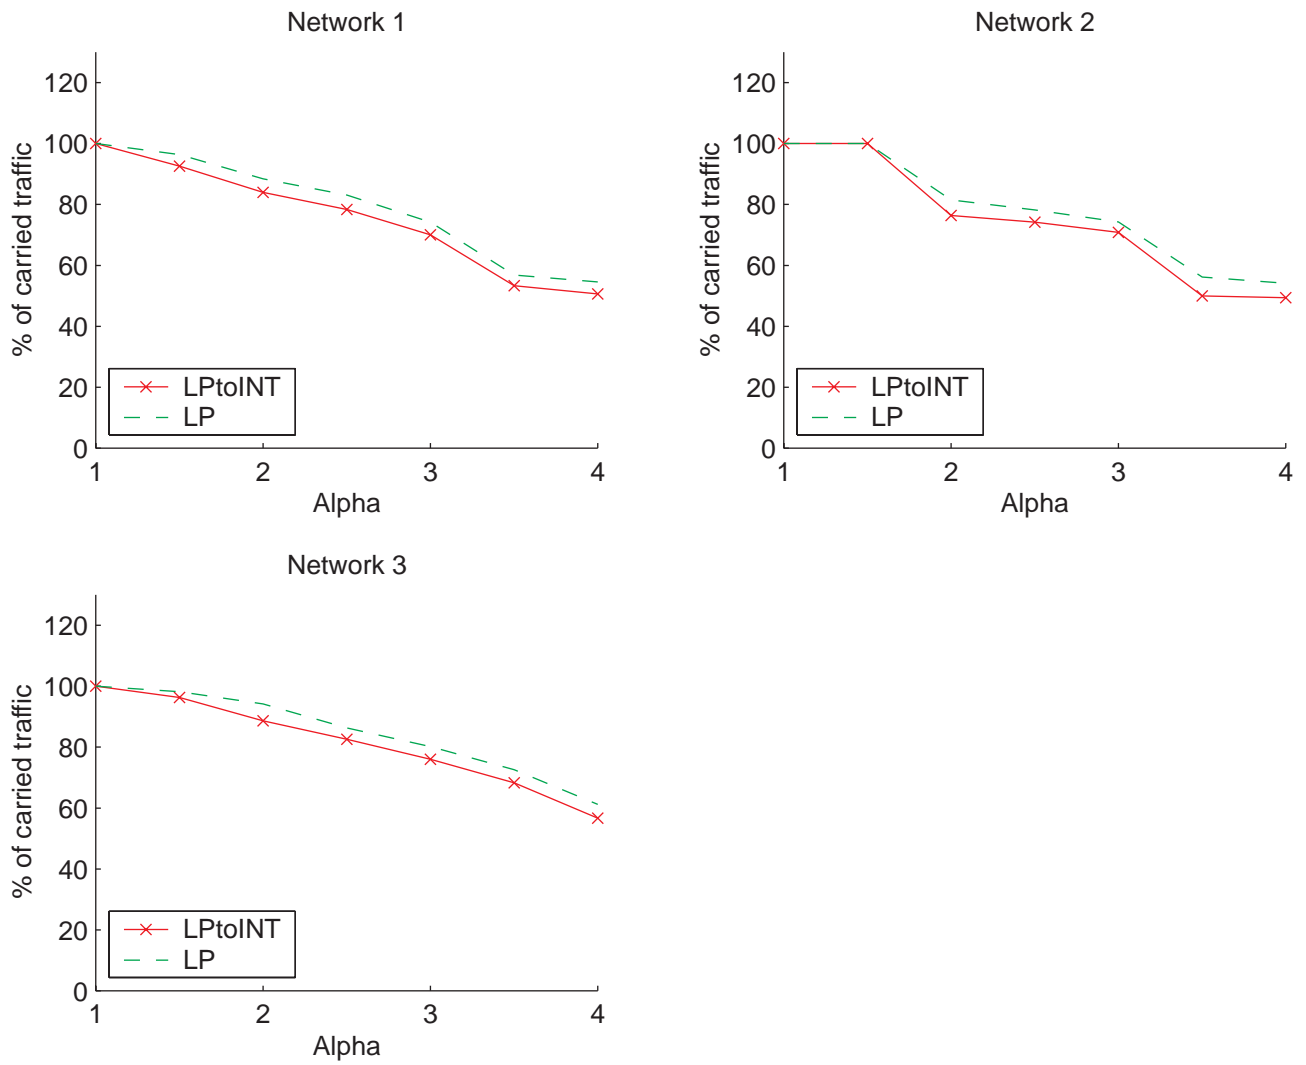 Network 1
% of carried traffic
120
100
80
60
40
20
0
LPtoINT
LP
1 2 3 4
Alpha
Network 2
% of carried traffic
120
100
80
60
40
20
0
LPtoINT
LP
1 2 3 4
Alpha
Network 3
% of carried traffic
120
100
80
60
40
20
0
LPtoINT
LP
1 2 3 4
Alpha